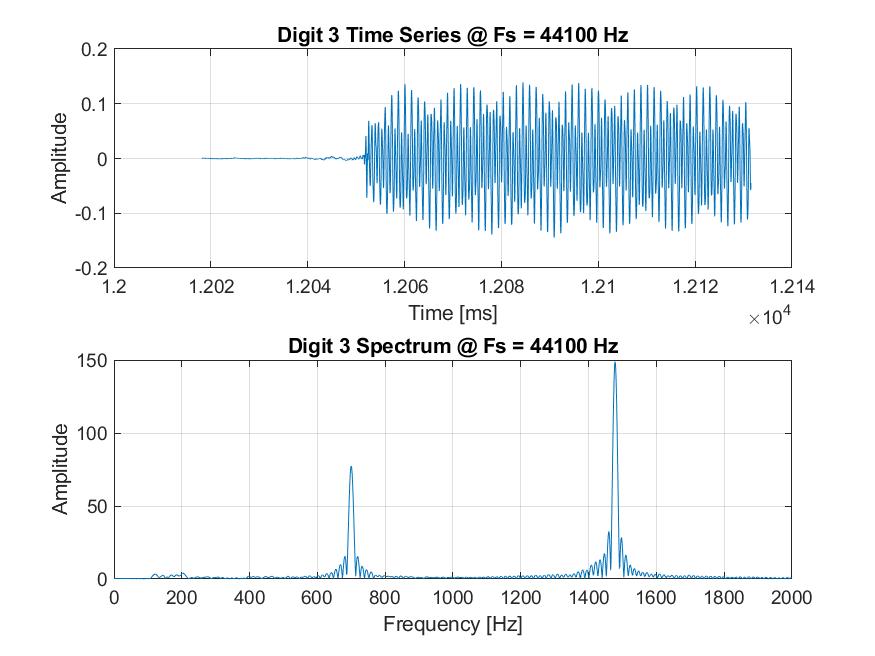 Digit 3 Time Series @ Fs = 44100 Hz
Amplitude
0.2
0.1
0
-0.1
-0.2
1.2 1.202 1.204 1.206 1.208 1.21 1.212 1.214
Time [ms]
×10⁴
Digit 3 Spectrum @ Fs = 44100 Hz
Amplitude
150
100
50
0
0 200 400 600 800 1000 1200 1400 1600 1800 2000
Frequency [Hz]